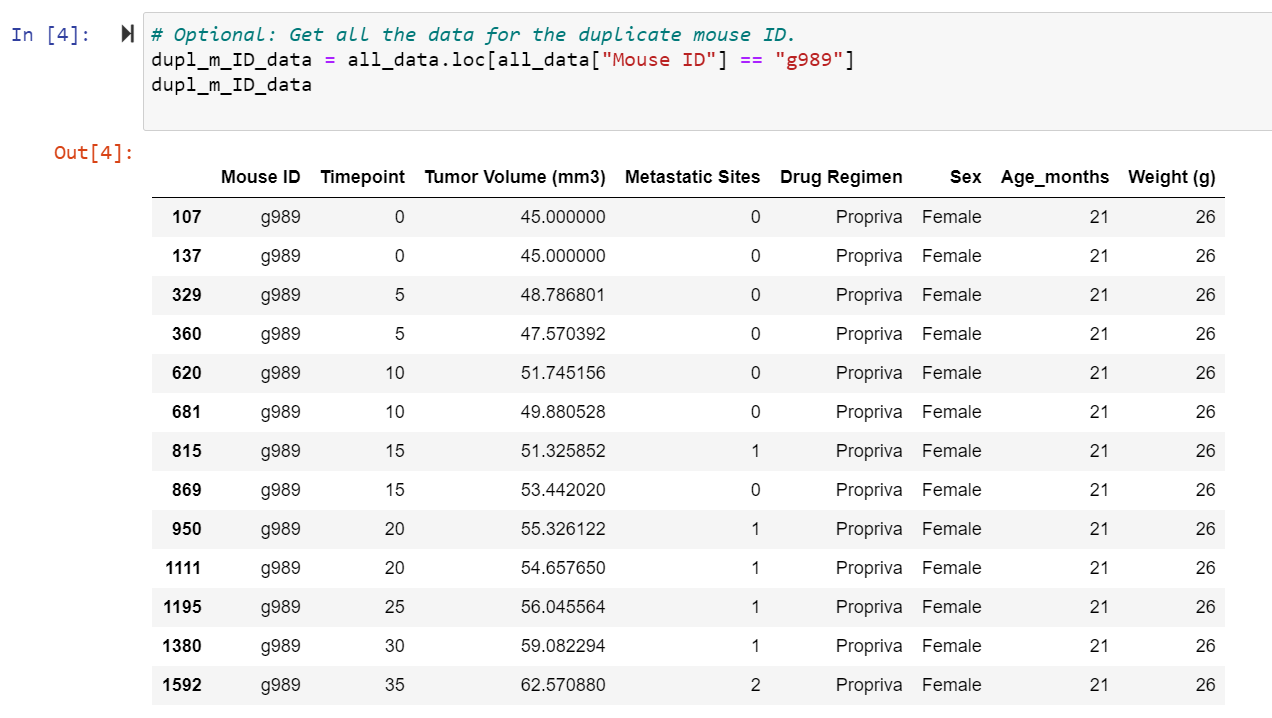 In [4]:
# Optional: Get all the data for the duplicate mouse ID.
dupl_m_ID_data = all_data.loc[all_data["Mouse ID"] == "g989"]
dupl_m_ID_data
Out[4]:
Mouse ID Timepoint Tumor Volume (mm3) Metastatic Sites Drug Regimen Sex Age_months Weight (g)
107 g989 0 45.000000 0 Propriva Female 21 26
137 g989 0 45.000000 0 Propriva Female 21 26
329 g989 5 48.786801 0 Propriva Female 21 26
360 g989 5 47.570392 0 Propriva Female 21 26
620 g989 10 51.745156 0 Propriva Female 21 26
681 g989 10 49.880528 0 Propriva Female 21 26
815 g989 15 51.325852 1 Propriva Female 21 26
869 g989 15 53.442020 0 Propriva Female 21 26
950 g989 20 55.326122 1 Propriva Female 21 26
1111 g989 20 54.657650 1 Propriva Female 21 26
1195 g989 25 56.045564 1 Propriva Female 21 26
1380 g989 30 59.082294 1 Propriva Female 21 26
1592 g989 35 62.570880 2 Propriva Female 21 26